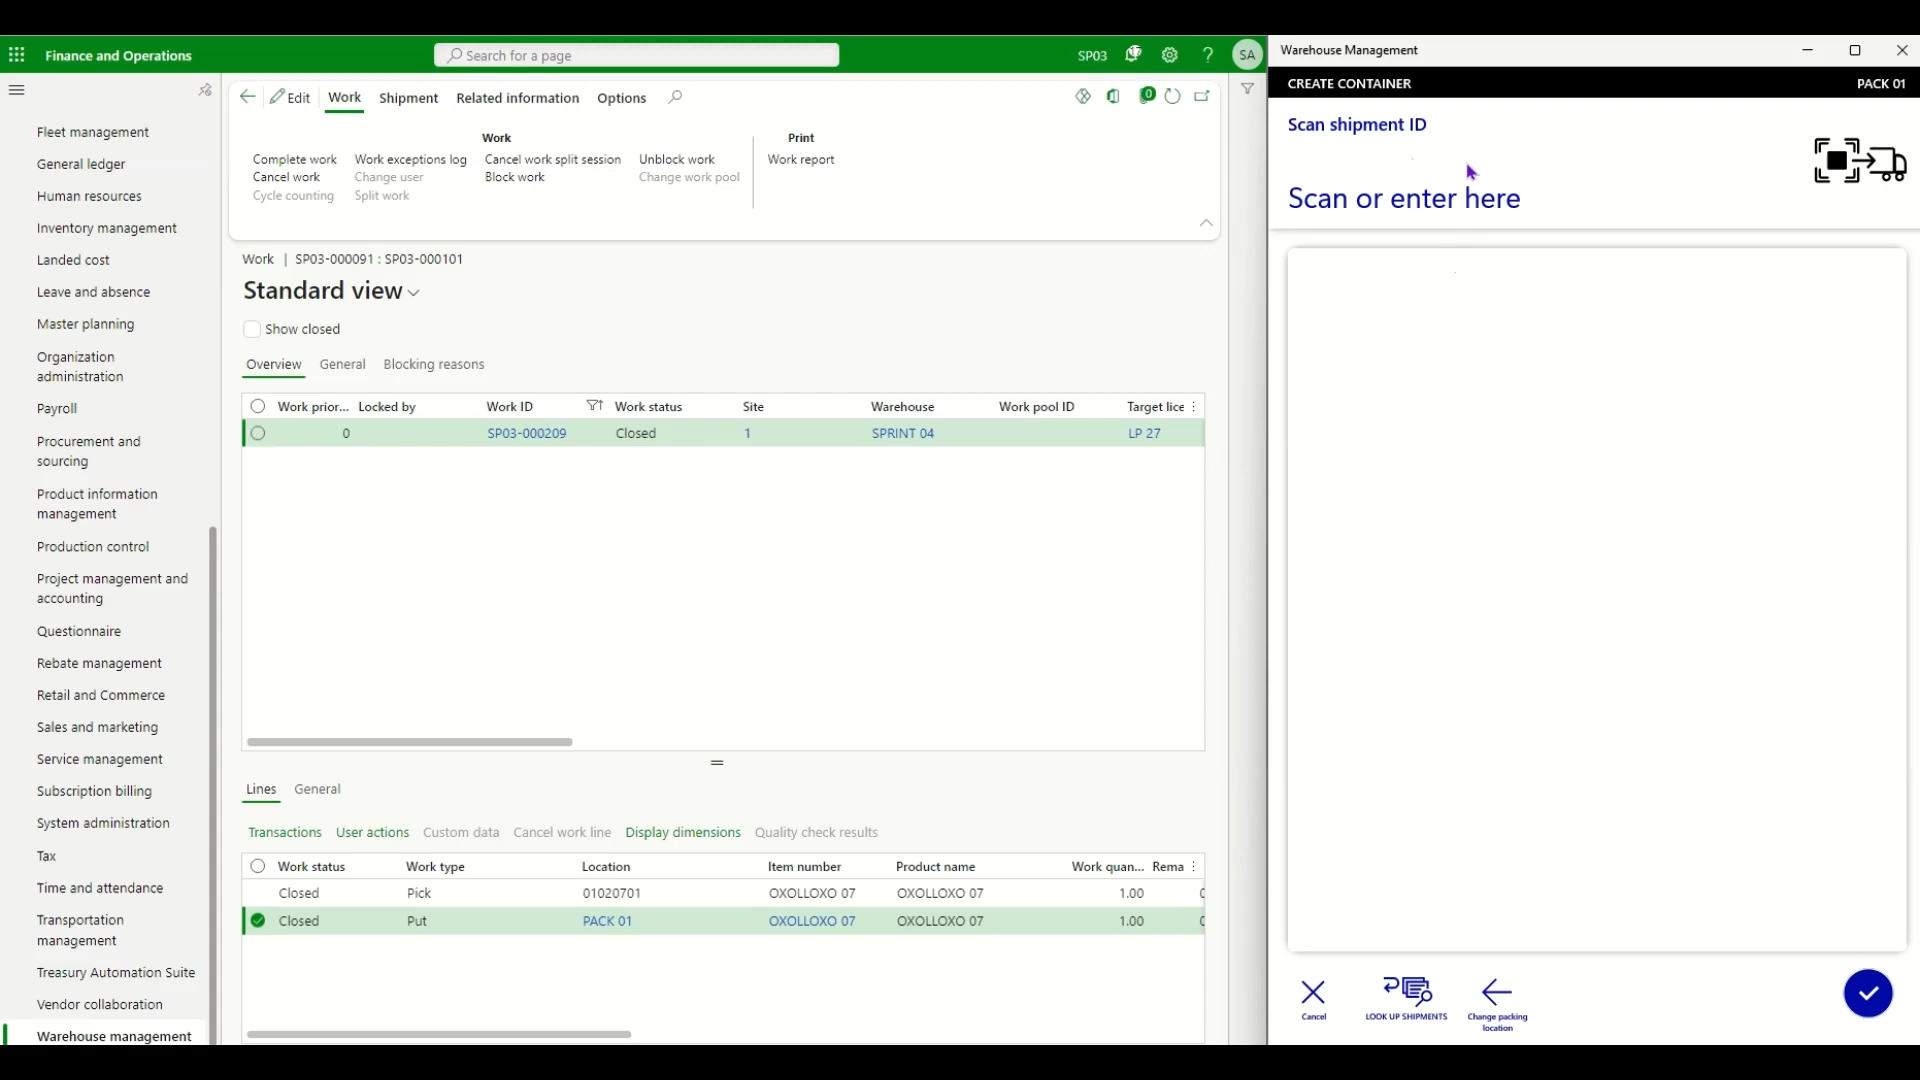 Finance and Operations
Search for a page
SP03
?
SA
Fleet management
General ledger
Human resources
Inventory management
Landed cost
Leave and absence
Master planning
Organization
administration
Payroll
Procurement and
sourcing
Product information
management
Production control
Project management and
accounting
Questionnaire
Rebate management
Retail and Commerce
Sales and marketing
Service management
Subscription billing
System administration
Tax
Time and attendance
Transportation
management
Treasury Automation Suite
Vendor collaboration
Warehouse management
Edit Work Shipment Related information Options
0
Work Print
Complete work Work exceptions log Cancel work split session Unblock work Work report
Cancel work Change user Block work Change work pool
Cycle counting Split work
Work | SP03-000091 : SP03-000101
Standard view
Show closed
Overview General Blocking reasons
Work prior... Locked by Work ID Work status Site Warehouse Work pool ID Target lice
0 SP03-000209 Closed 1 SPRINT 04 LP 27
Lines General
Transactions User actions Custom data Cancel work line Display dimensions Quality check results
Work status Work type Location Item number Product name Work quan... Rema
Closed Pick 01020701 OXOLLOXO 07 OXOLLOXO 07 1.00
Closed Put PACK 01 OXOLLOXO 07 OXOLLOXO 07 1.00
Warehouse Management
CREATE CONTAINER PACK 01
Scan shipment ID
Scan or enter here
Cancel
LOOK UP SHIPMENTS
Change packing
location